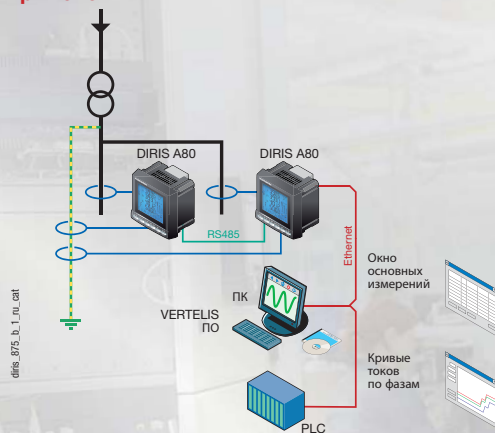 DIRIS A80
DIRIS A80
RS485
Ethernet
Окно
основных
измерений
ПК
VERTELIS
ПО
Кривые
токов
по фазам
PLC
diris_875_b_1_ru_cat